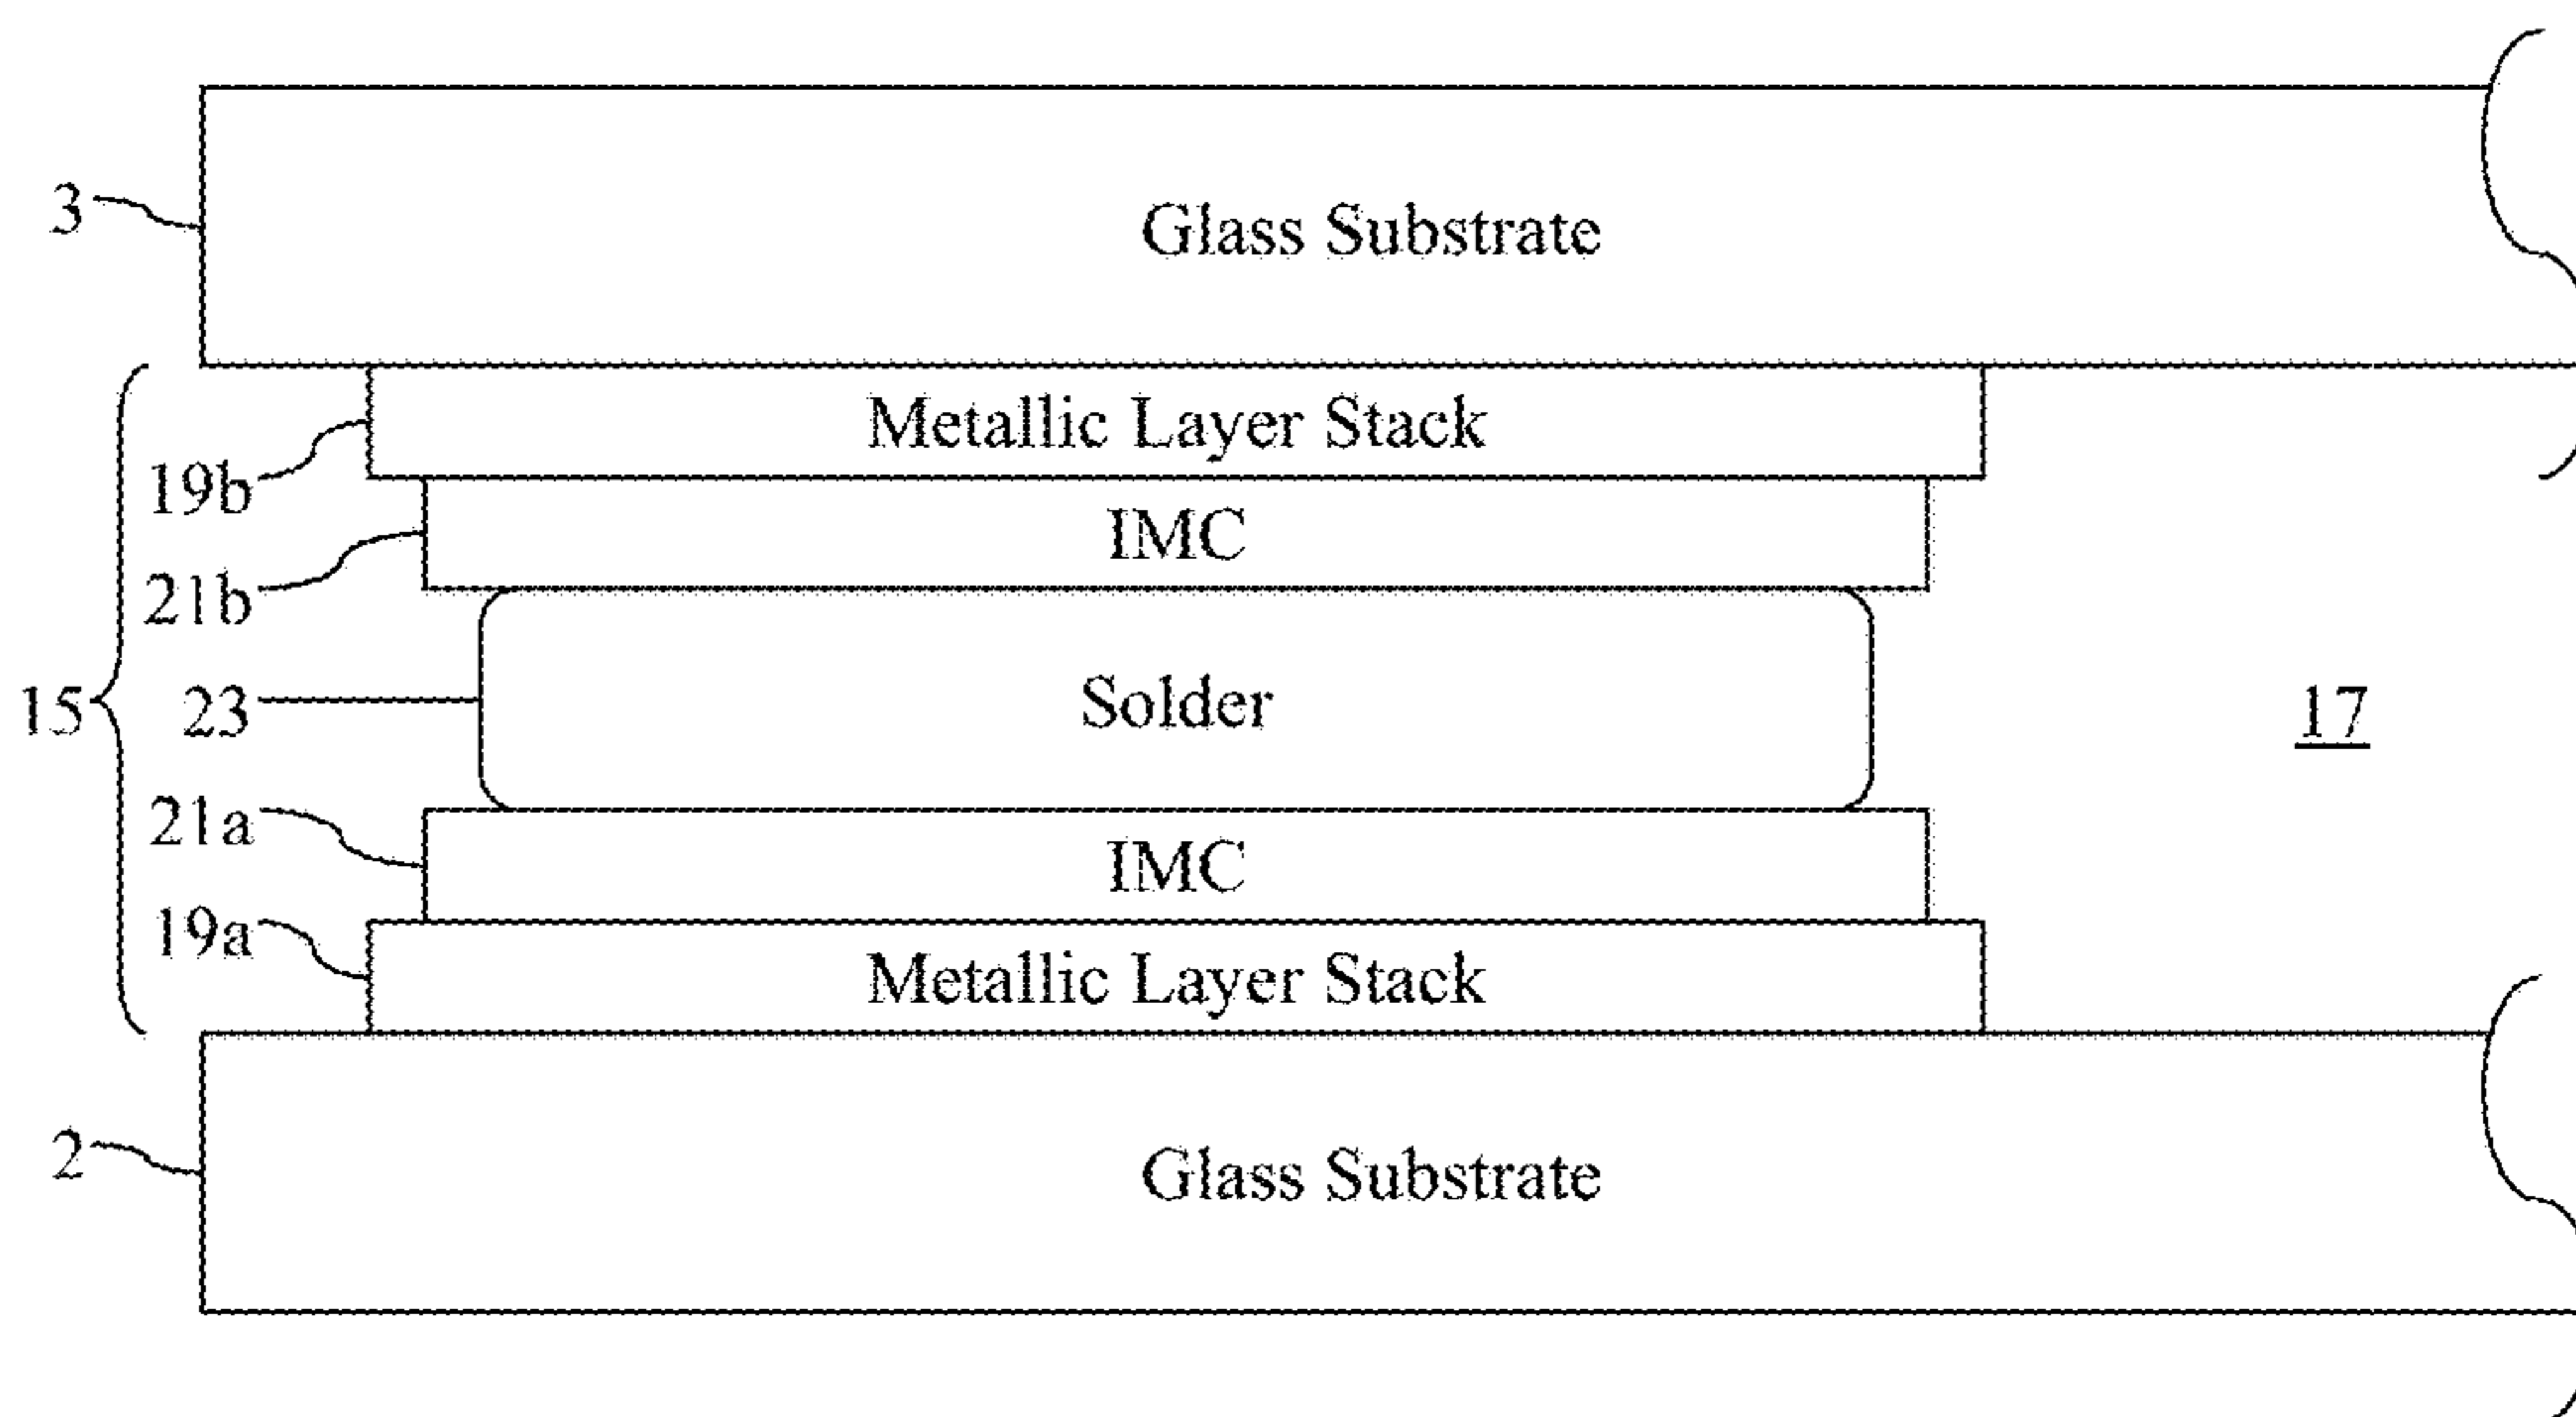 3
Glass Substrate
Metallic Layer Stack
19b
IMC
21b
15
23
Solder
17
21a
IMC
19a
Metallic Layer Stack
2
Glass Substrate